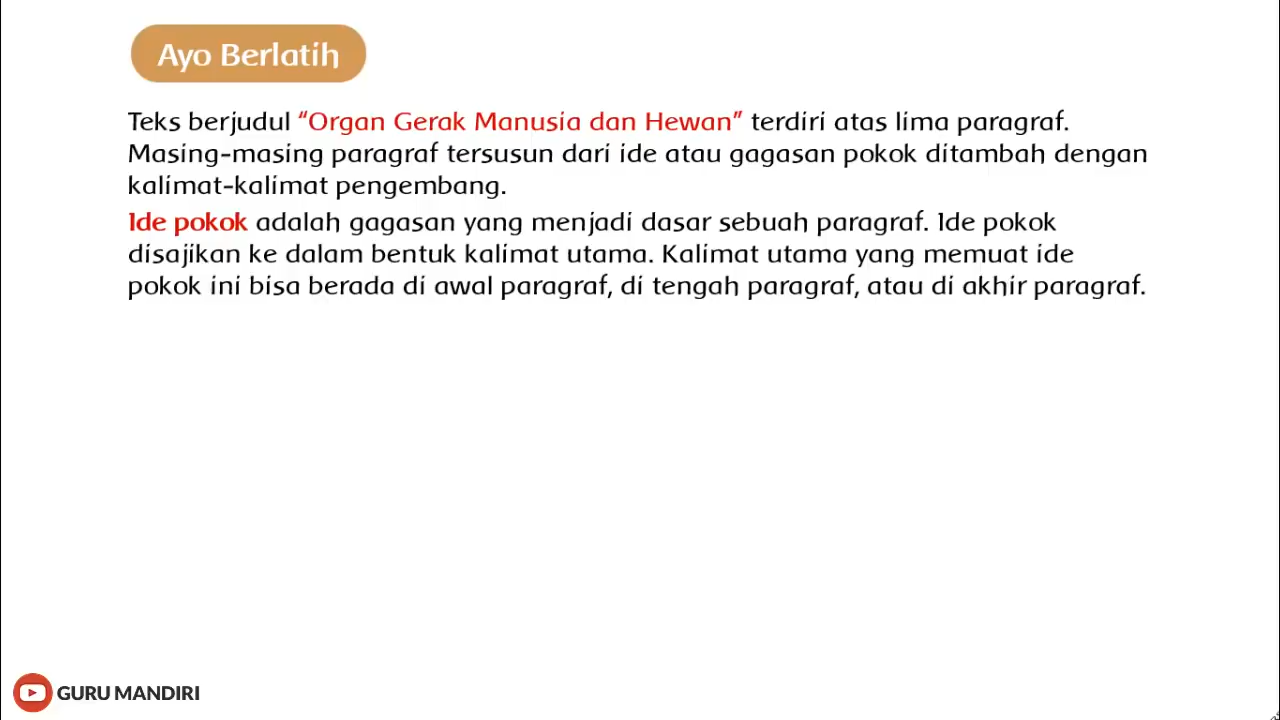 Ayo Berlatih
Teks berjudul “Organ Gerak Manusia dan Hewan” terdiri atas lima paragraf.
Masing-masing paragraf tersusun dari ide atau gagasan pokok ditambah dengan
kalimat-kalimat pengembang.
Ide pokok adalah gagasan yang menjadi dasar sebuah paragraf. Ide pokok
disajikan ke dalam bentuk kalimat utama. Kalimat utama yang memuat ide
pokok ini bisa berada di awal paragraf, di tengah paragraf, atau di akhir paragraf.
GURU MANDIRI